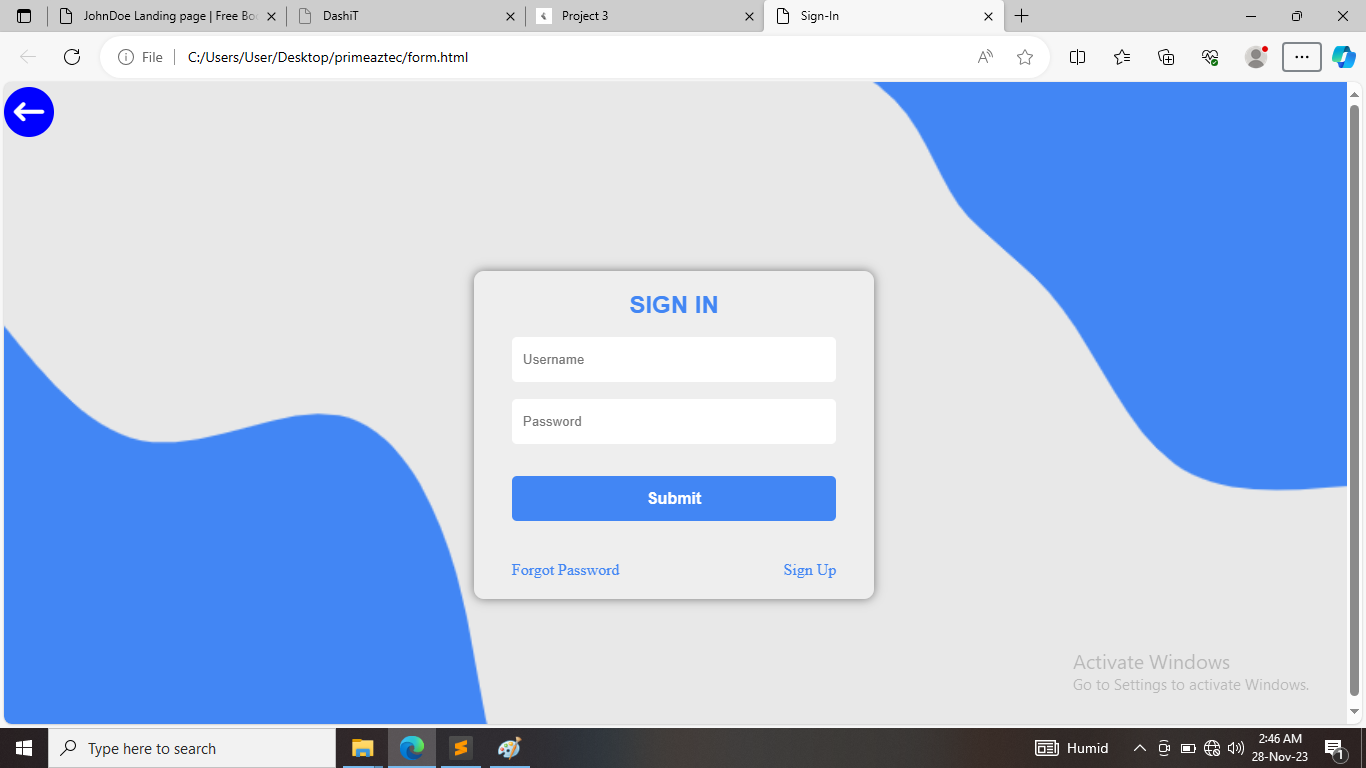 JohnDoe Landing page | Free Bo
DashiT
Project 3
Sign-In
File
C:/Users/User/Desktop/primeaztec/form.html
SIGN IN
Username
Password
Submit
Forgot Password
Sign Up
Activate Windows
Go to Settings to activate Windows.
Type here to search
Humid
2:46 AM
28-Nov-23
1